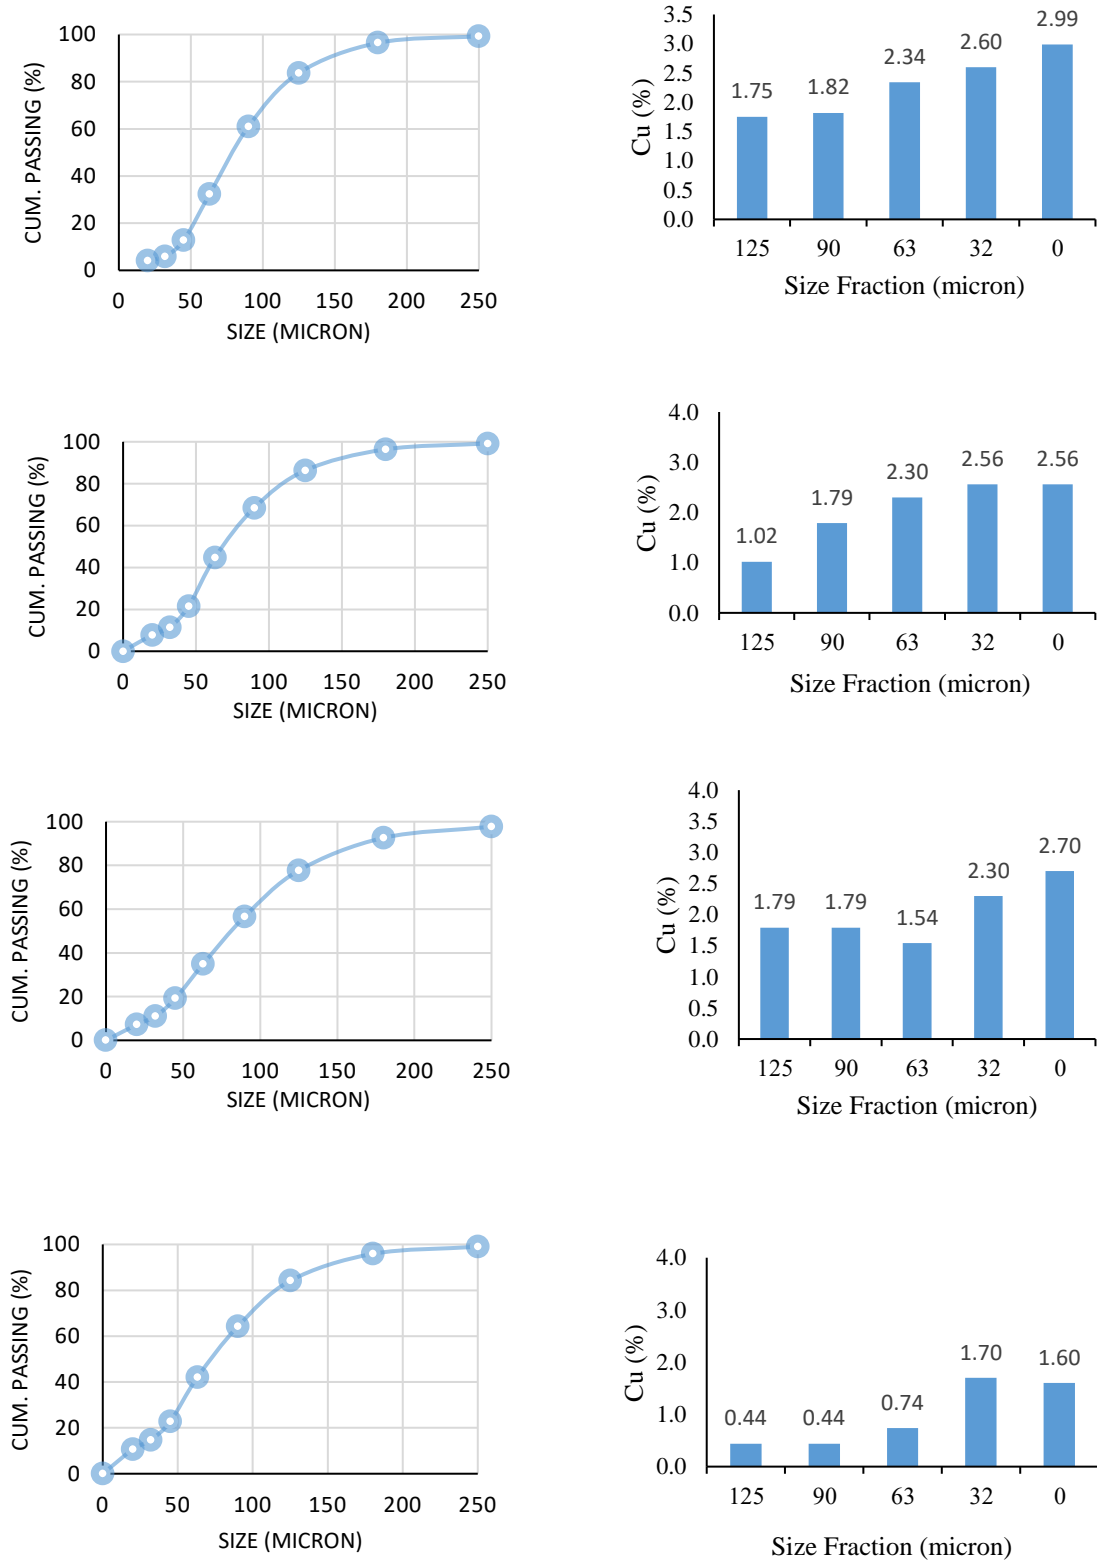 CUM. PASSING (%)
100
80
60
40
20
0
0 50 100 150 200 250
SIZE (MICRON)
Cu (%)
3.5
3.0
2.5
2.0
1.5
1.0
0.5
0.0
1.75 1.82 2.34 2.60 2.99
125 90 63 32 0
Size Fraction (micron)
CUM. PASSING (%)
100
80
60
40
20
0
0 50 100 150 200 250
SIZE (MICRON)
Cu (%)
4.0
3.0
2.0
1.0
0.0
1.02 1.79 2.30 2.56 2.56
125 90 63 32 0
Size Fraction (micron)
CUM. PASSING (%)
100
80
60
40
20
0
0 50 100 150 200 250
SIZE (MICRON)
Cu (%)
4.0
3.5
3.0
2.5
2.0
1.5
1.0
0.5
0.0
1.79 1.79 1.54 2.30 2.70
125 90 63 32 0
Size Fraction (micron)
CUM. PASSING (%)
100
80
60
40
20
0
0 50 100 150 200 250
SIZE (MICRON)
Cu (%)
4.0
3.0
2.0
1.0
0.0
0.44 0.44 0.74 1.70 1.60
125 90 63 32 0
Size Fraction (micron)